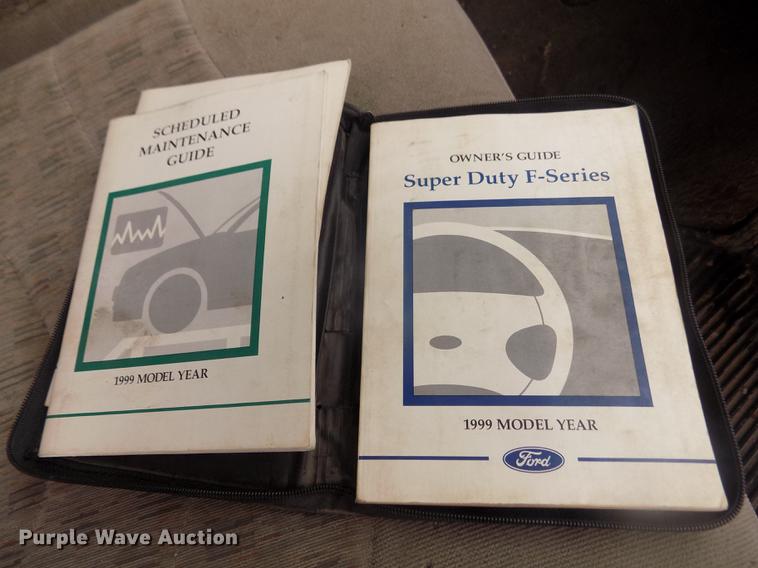 SCHEDULED
MAINTENANCE
GUIDE
1999 MODEL YEAR
OWNER'S GUIDE
Super Duty F-Series
1999 MODEL YEAR
Ford
Purple Wave Auction